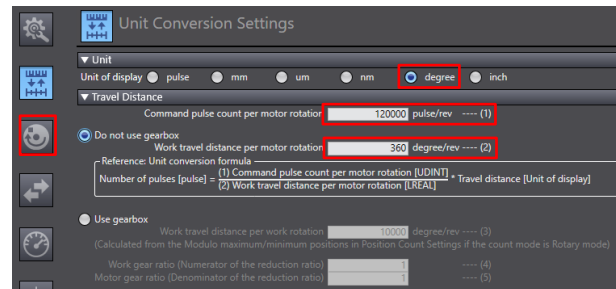 Unit Conversion Settings
▼ Unit
Unit of display pulse mm um nm degree inch
▼ Travel Distance
Command pulse count per motor rotation 120000 pulse/rev ---- (1)
Do not use gearbox
Work travel distance per motor rotation 360 degree/rev ---- (2)
Reference: Unit conversion formula
(1) Command pulse count per motor rotation [UDINT]
Number of pulses [pulse] = * Travel distance [Unit of display]
(2) Work travel distance per motor rotation [LREAL]
Use gearbox
Work travel distance per work rotation 10000 degree/rev ---- (3)
(Calculated from the Modulo maximum/minimum positions in Position Count Settings if the count mode is Rotary mode)
Work gear ratio (Numerator of the reduction ratio) 1 ---- (4)
Motor gear ratio (Denominator of the reduction ratio) 1 ---- (5)